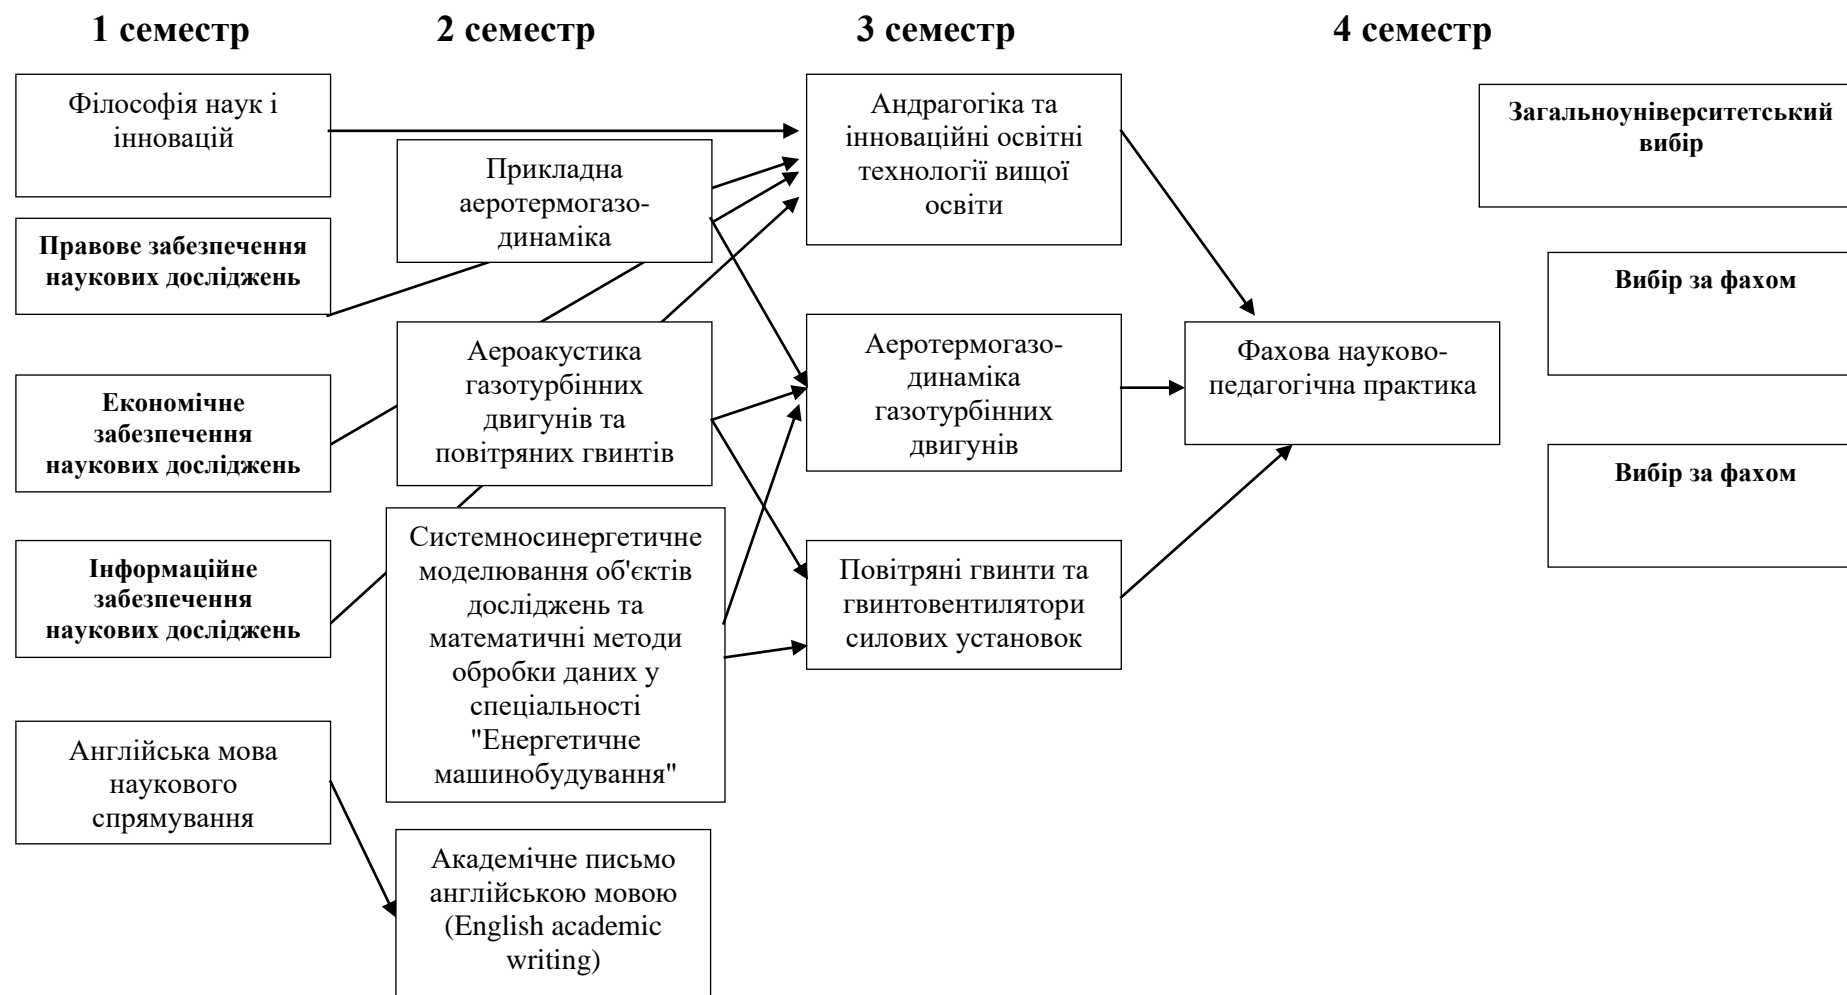 1 семестр
2 семестр
3 семестр
4 семестр
Філософія наук і
інновацій
Правове забезпечення
наукових досліджень
Економічне
забезпечення
наукових досліджень
Інформаційне
забезпечення
наукових досліджень
Англійська мова
наукового
спрямування
Прикладна
аеротермогазо-
динаміка
Аероакустика
газотурбінних
двигунів та
повітряних гвинтів
Системносинергетичне
моделювання об'єктів
досліджень та
математичні методи
обробки даних у
спеціальності
"Енергетичне
машинобудування"
Академічне письмо
англійською мовою
(English academic
writing)
Андрагогіка та
інноваційні освітні
технології вищої
освіти
Аеротермогазо-
динаміка
газотурбінних
двигунів
Повітряні гвинти та
гвинтовентилятори
силових установок
Фахова науково-
педагогічна практика
Загальноуніверситетський
вибір
Вибір за фахом
Вибір за фахом